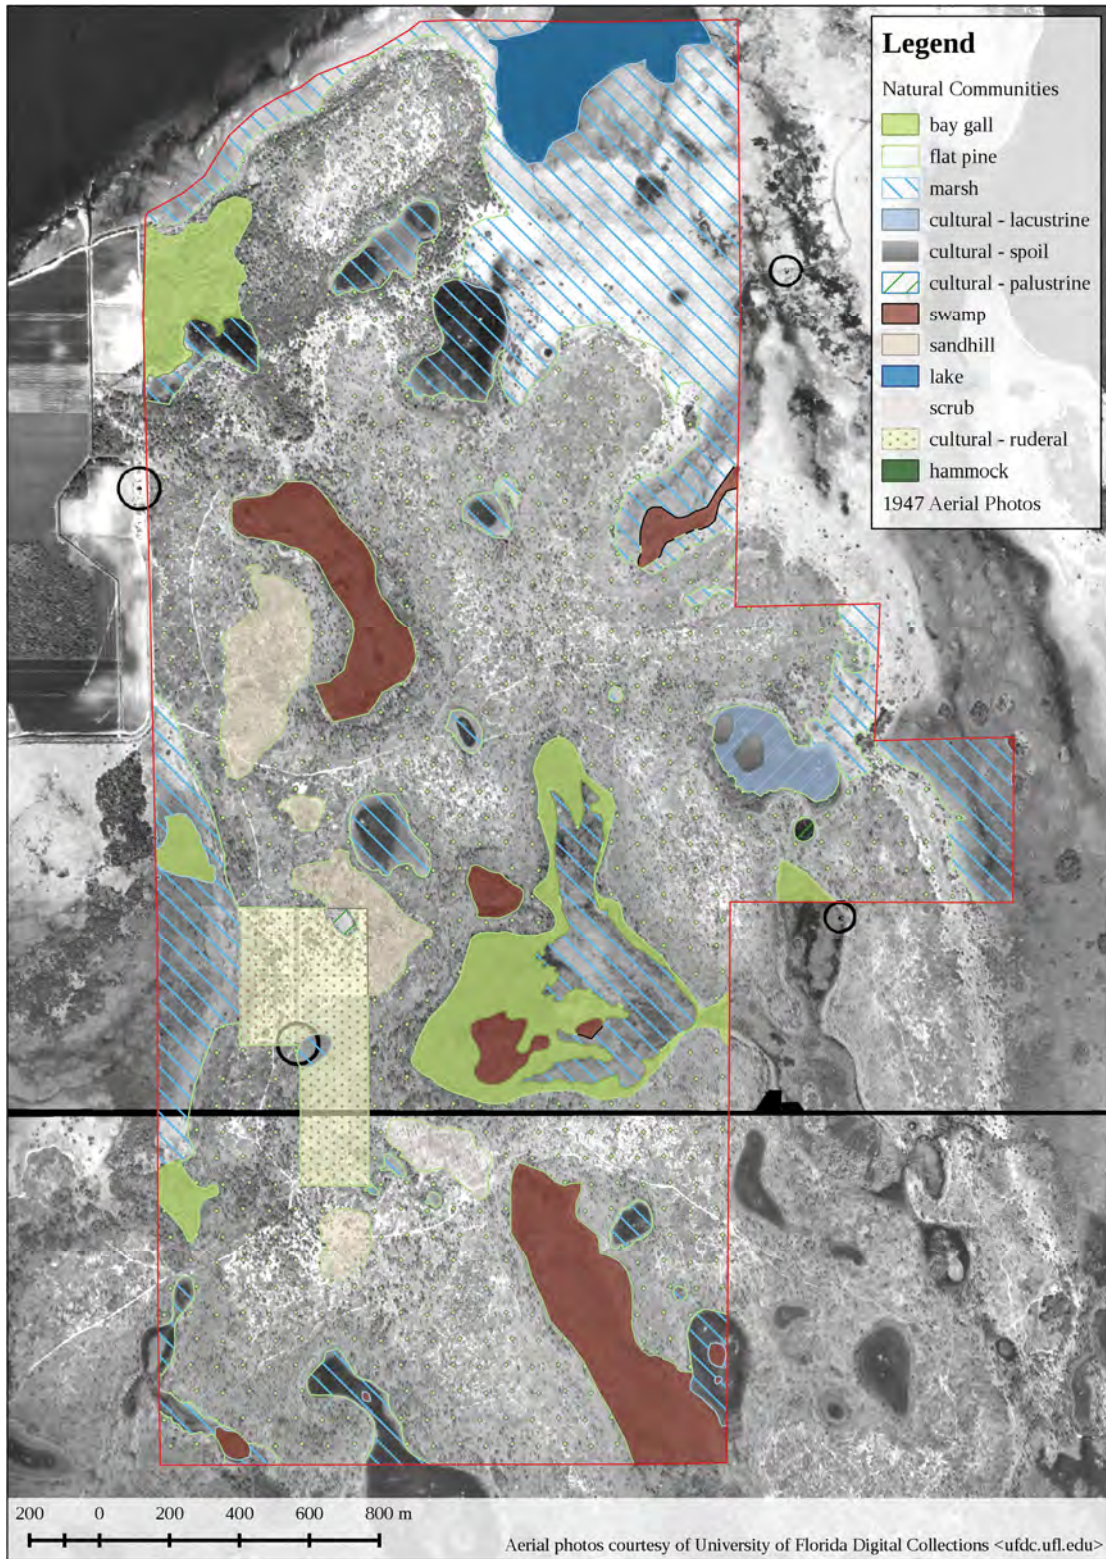 Legend
Natural Communities
bay gall
flat pine
marsh
cultural - lacustrine
cultural - spoil
cultural - palustrine
swamp
sandhill
lake
scrub
cultural - ruderal
hammock
1947 Aerial Photos
200 0 200 400 600 800 m
Aerial photos courtesy of University of Florida Digital Collections <ufdc.ufl.edu>